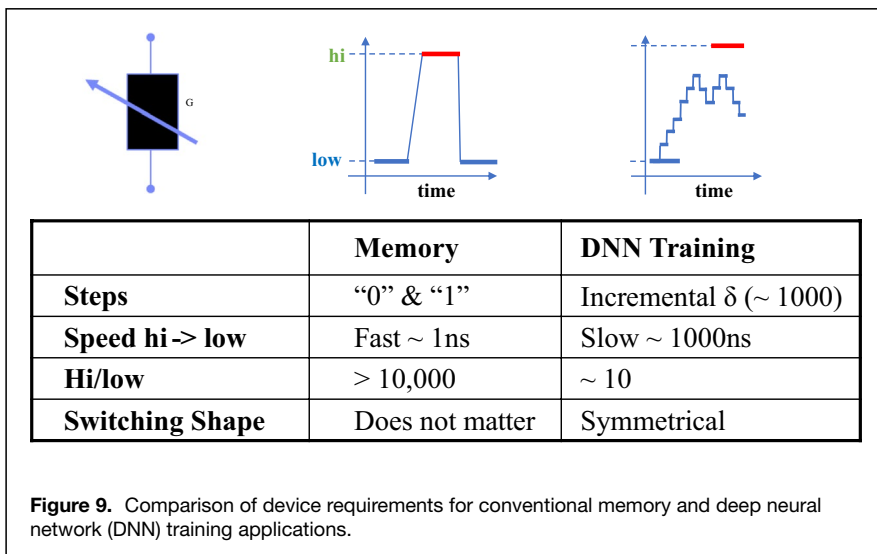 G
hi
low
time
time
Memory DNN Training
Steps “0” & “1” Incremental δ (~ 1000)
Speed hi -> low Fast ~ 1ns Slow ~ 1000ns
Hi/low > 10,000 ~ 10
Switching Shape Does not matter Symmetrical
Figure 9. Comparison of device requirements for conventional memory and deep neural
network (DNN) training applications.